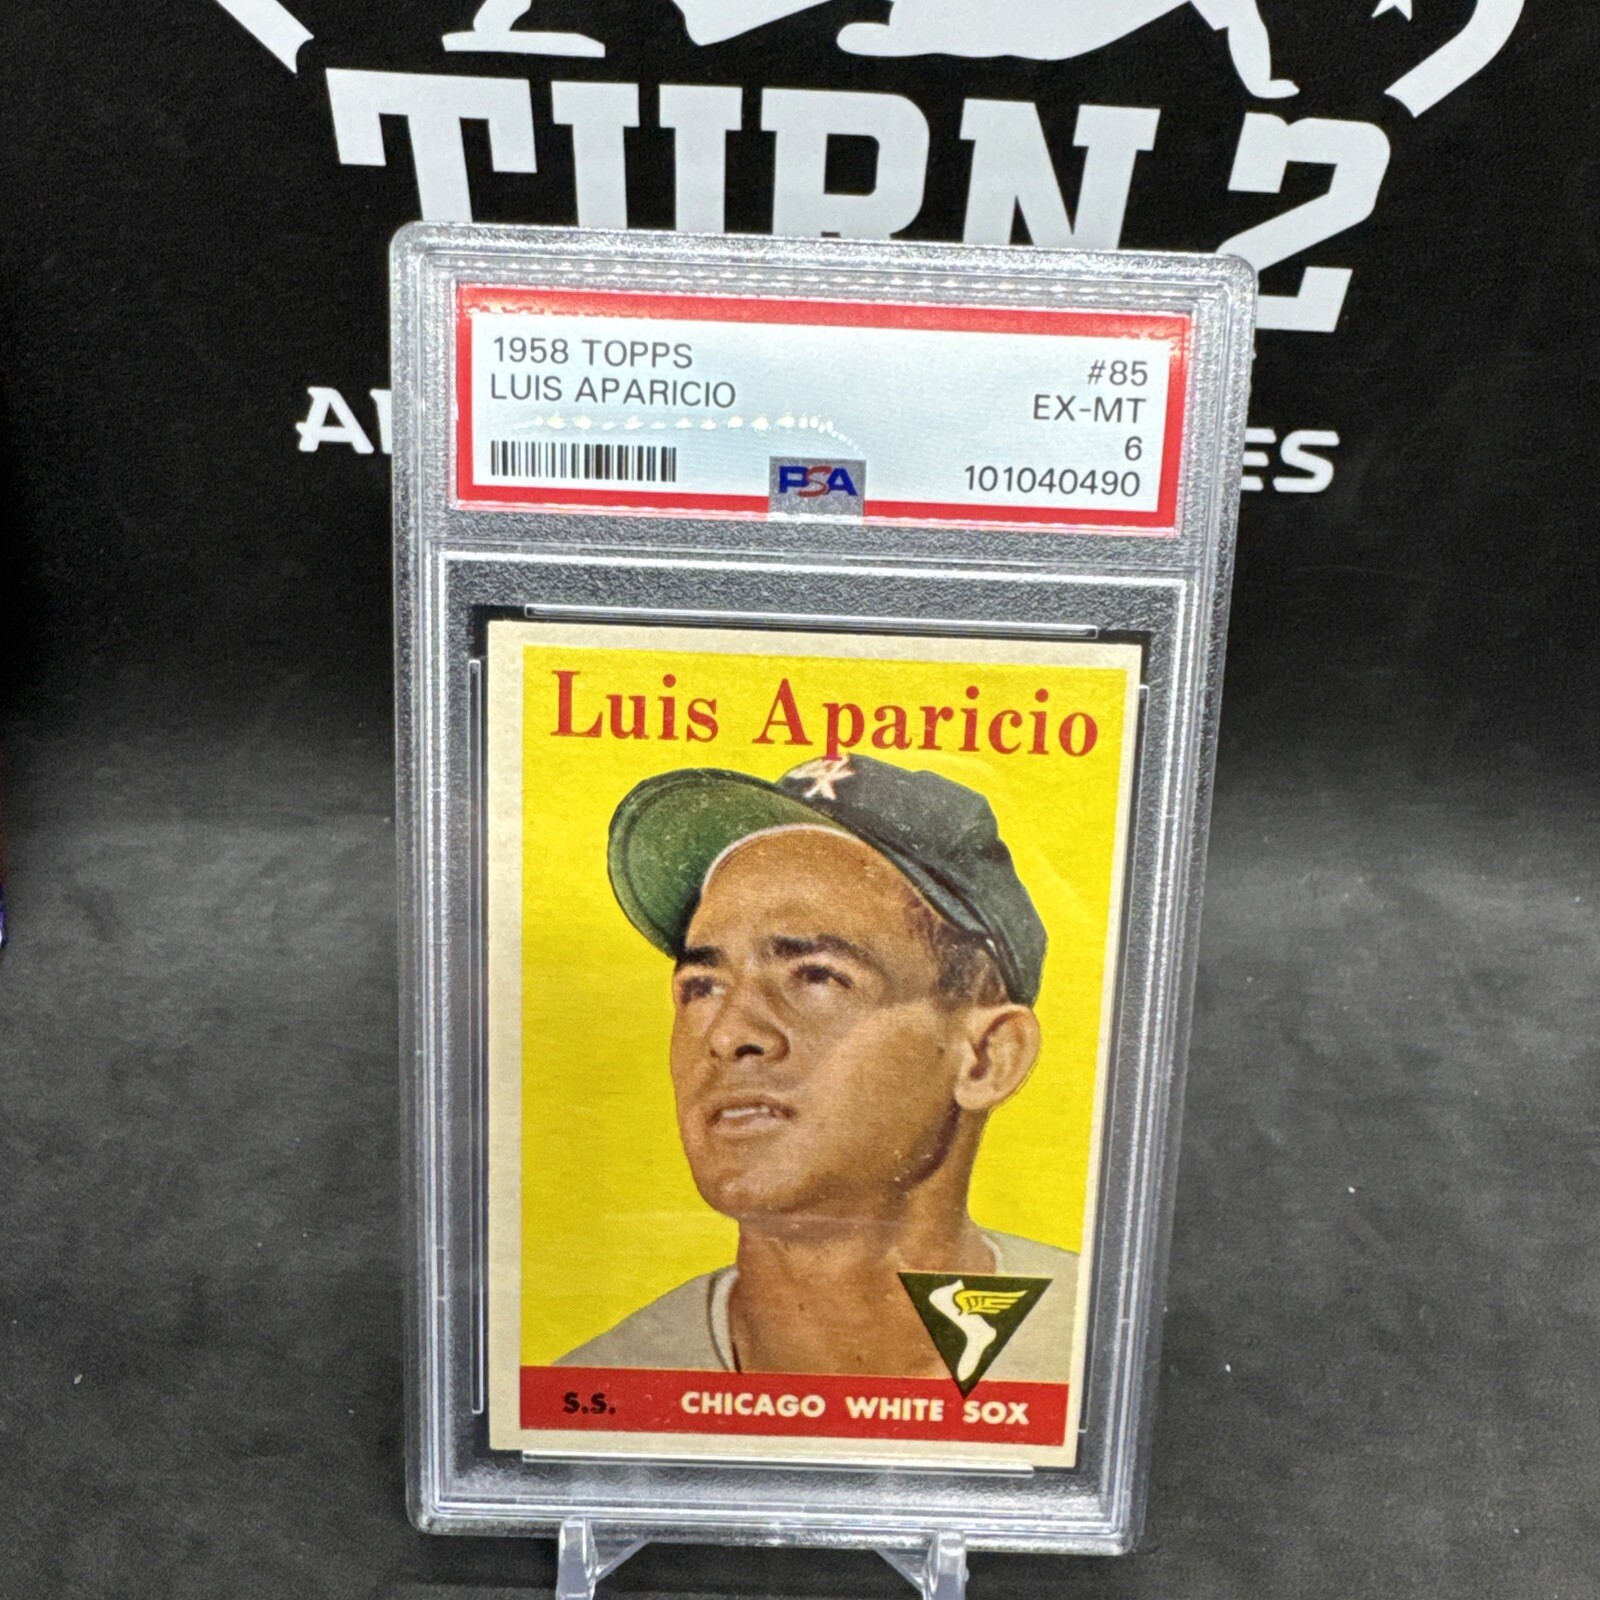 TURN 2
1958 TOPPS
LUIS APARICIO
#85
EX-MT
6
101040490
PSA
Luis Aparicio
S.S.
CHICAGO WHITE SOX